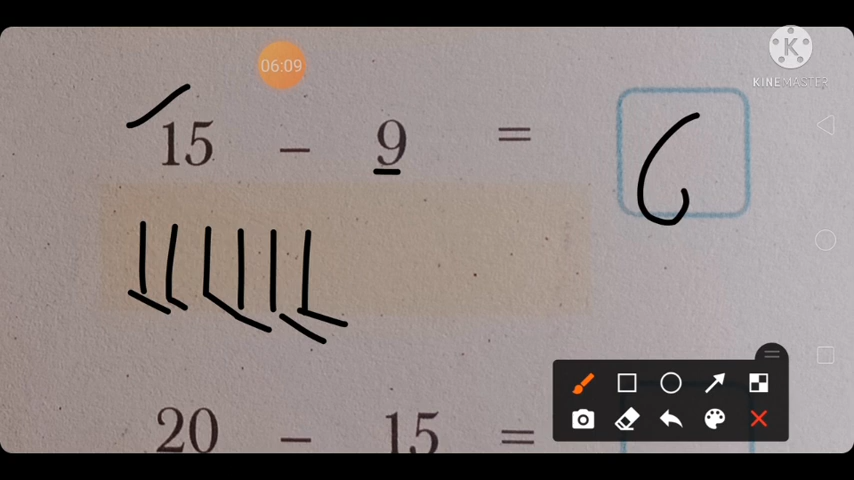 06:09
KINEMASTER
15 - 9 = 6
20 - 15 =